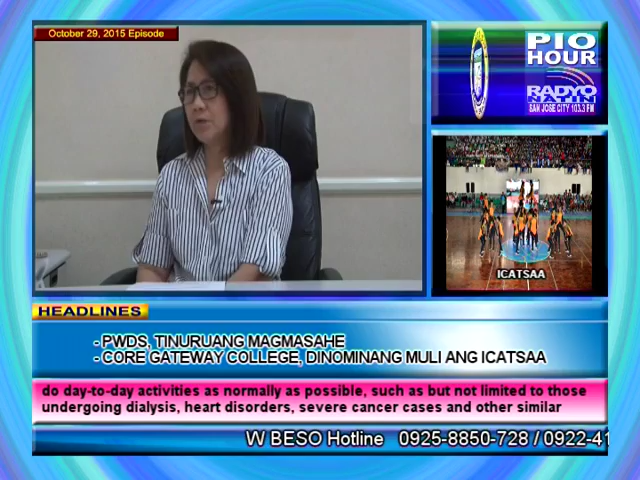 October 29, 2015 Episode
PIO
HOUR
RADYO
NATIN
SAN JOSE CITY 103.3 FM
ICATSAA
HEADLINES
- PWDS, TINURUANG MAGMASAHE
- CORE GATEWAY COLLEGE, DINOMINANG MULI ANG ICATSAA
do day-to-day activities as normally as possible, such as but not limited to those
undergoing dialysis, heart disorders, severe cancer cases and other similar
W BESO Hotline 0925-8850-728 / 0922-41